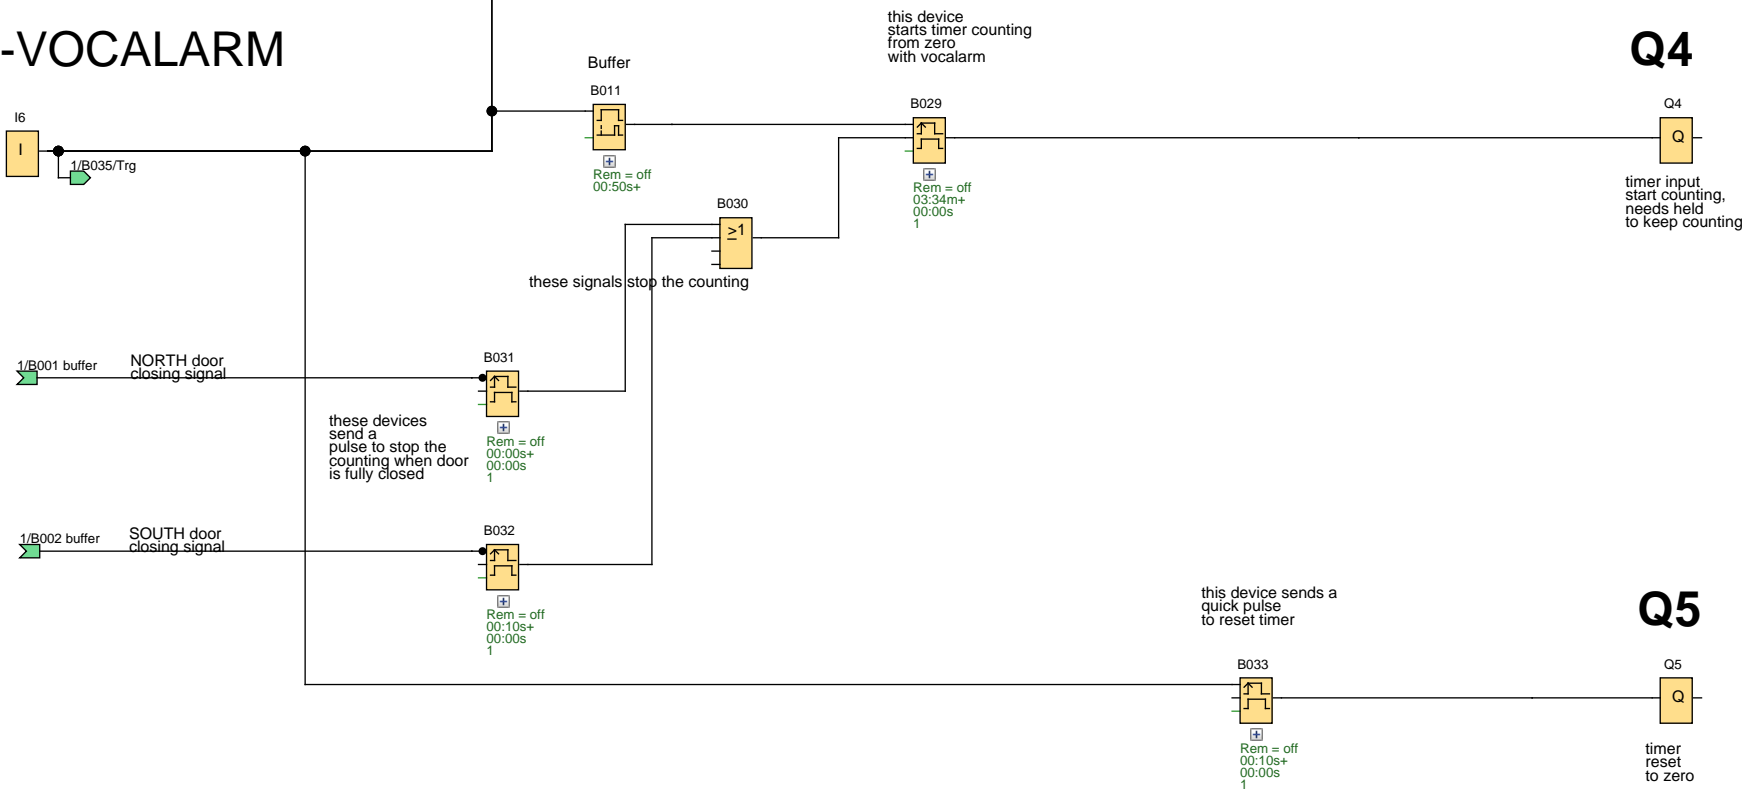 -VOCALARM
this device
starts timer counting
from zero
with vocalarm
Q4
Buffer
B011
B029
Q4
I6
I
1/B035/Trg
Q
Rem = off
00:50s+
Rem = off
03:34m+
00:00s
1
timer input
start counting,
needs held
to keep counting
B030
≥1
these signals stop the counting
1/B001 buffer
NORTH door
closing signal
B031
these devices
send a
pulse to stop the
counting when door
is fully closed
Rem = off
00:00s+
00:00s
1
1/B002 buffer
SOUTH door
closing signal
B032
Rem = off
00:10s+
00:00s
1
this device sends a
quick pulse
to reset timer
Q5
B033
Q5
Q
Rem = off
00:10s+
00:00s
1
timer
reset
to zero